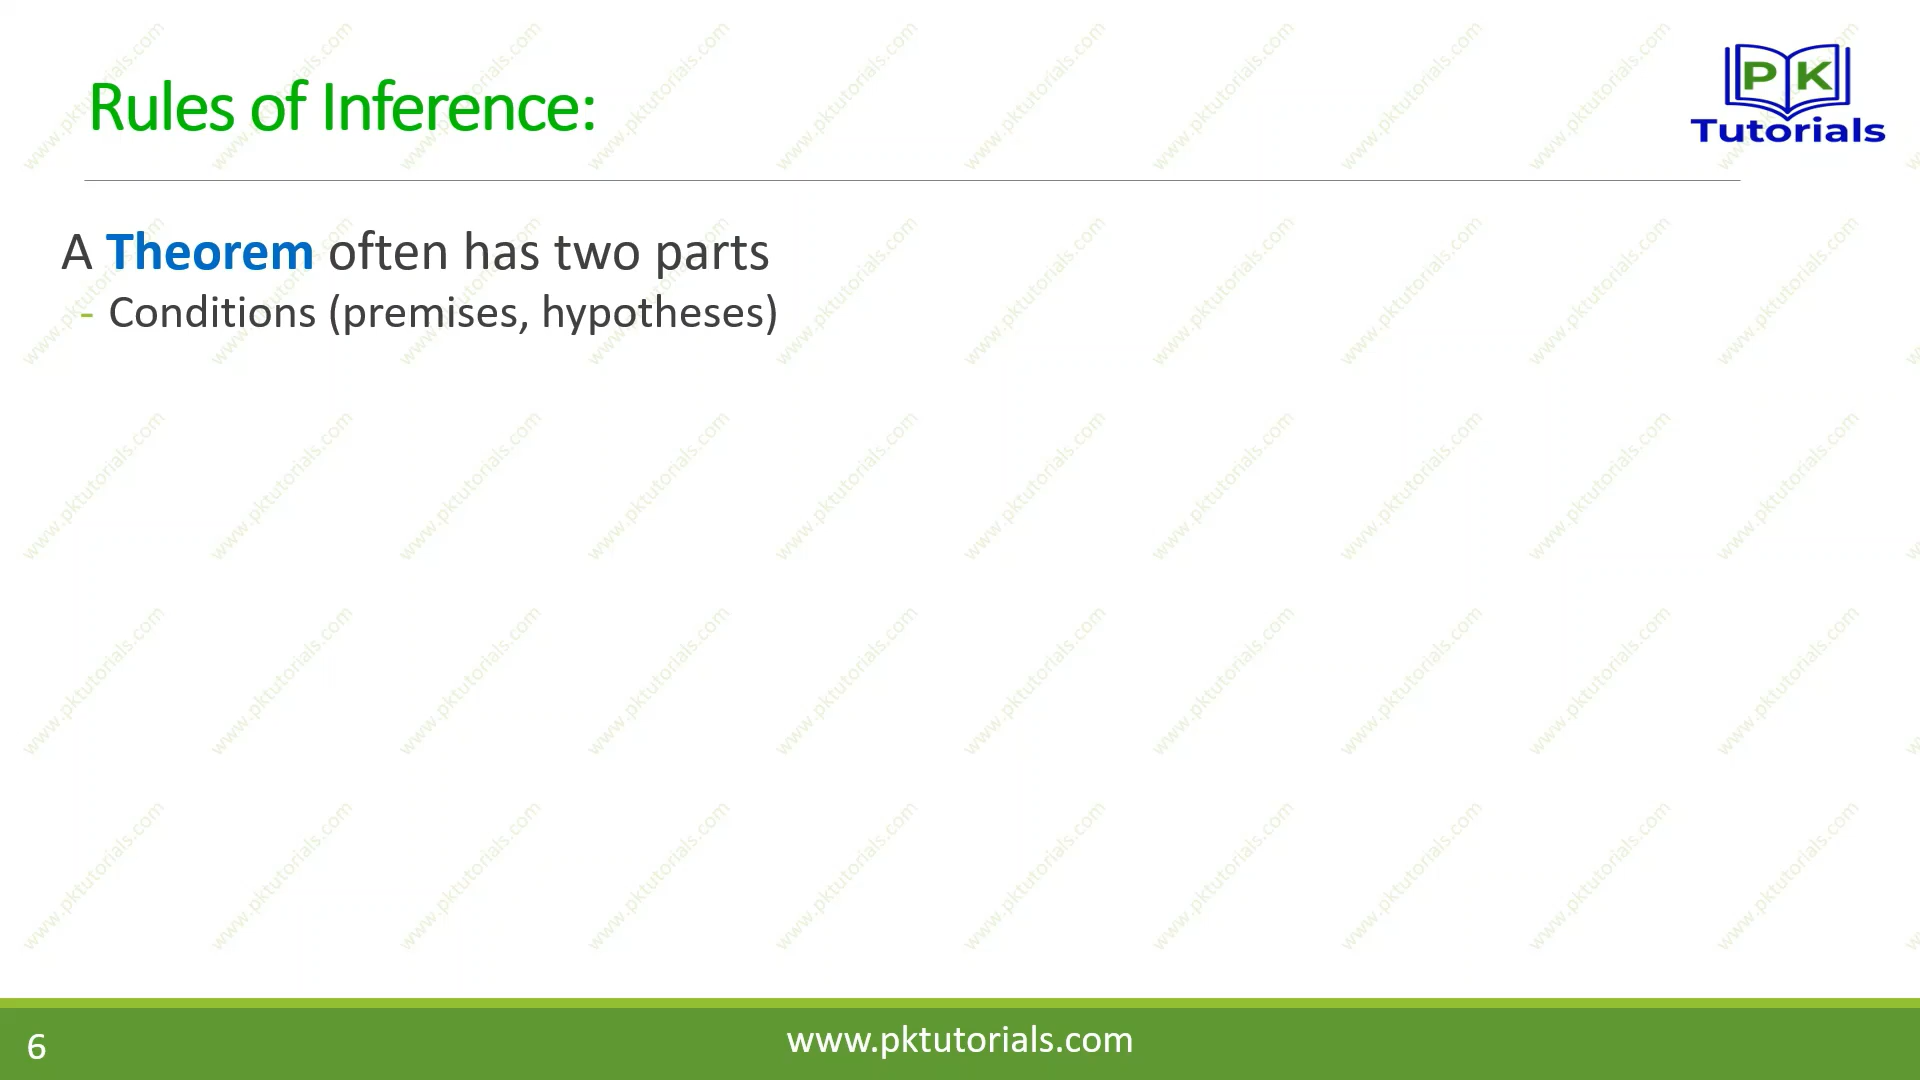 Rules of Inference:
PK
Tutorials
A Theorem often has two parts
- Conditions (premises, hypotheses)
6
www.pktutorials.com